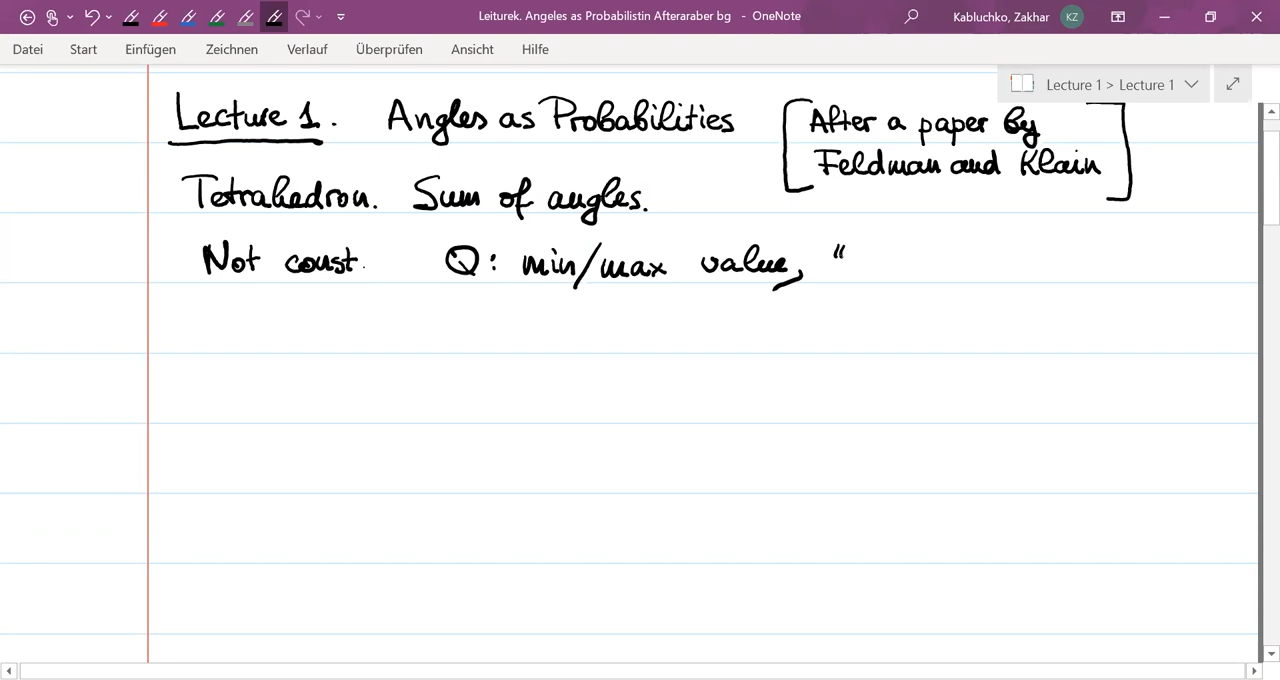 Leiturek. Angeles as Probabilistin Afteraraber bg - OneNote
Kabluchko, Zakhar KZ
Datei Start Einfügen Zeichnen Verlauf Überprüfen Ansicht Hilfe
Lecture 1 > Lecture 1
Lecture 1. Angles as Probabilities [After a paper by
Feldman and Klain]
Tetrahedron. Sum of angles.
Not const. Q: min/max value, "